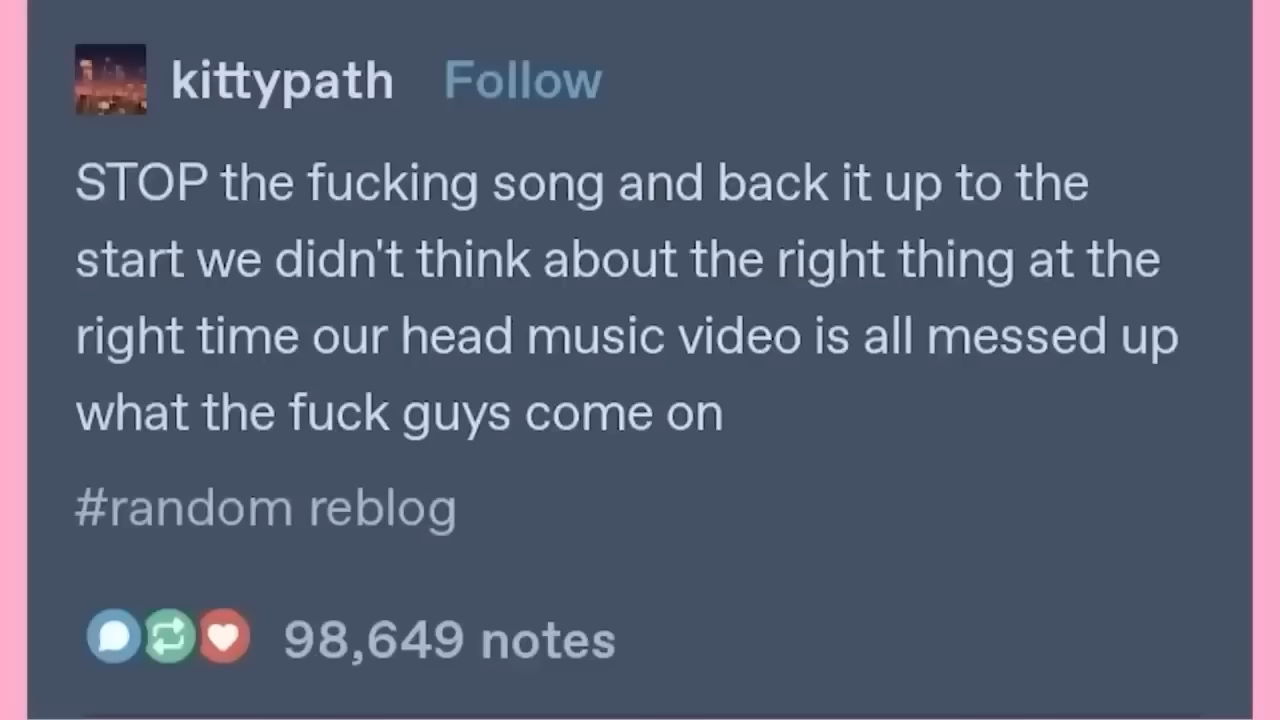 kittypath Follow
STOP the fucking song and back it up to the
start we didn't think about the right thing at the
right time our head music video is all messed up
what the fuck guys come on
#random reblog
98,649 notes